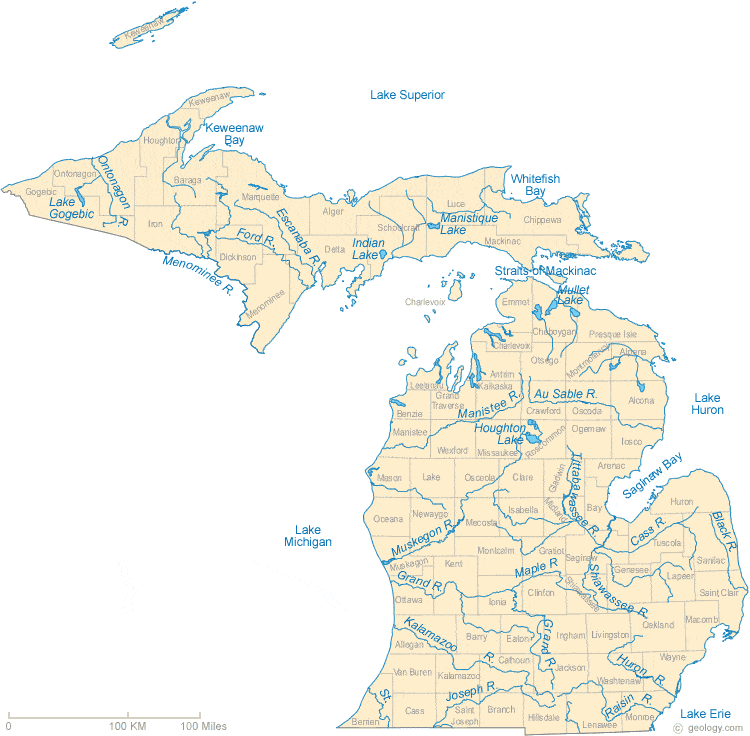 Keweenaw
Lake Superior
Keweenaw
Keweenaw
Bay
Houghton
Ontonagon
Ontonagon
R.
Baraga
Gogebic
Lake
Gogebic
Iron
Marquette
Whitefish
Bay
Luce
Alger
Manistique
Lake
Chippewa
Schoolcraft
Mackinac
Escanaba R.
Ford R.
Delta
Indian
Lake
Dickinson
Menominee R.
Menominee
Straits of Mackinac
Charlevoix
Emmet
Mullet
Lake
Cheboygan
Presque Isle
Charlevoix
Otsego
Montmorency
Alpena
Antrim
Leelanau
Kalkaska
Grand
Traverse
Au Sable R.
Alcona
Lake
Huron
Benzie
Manistee R.
Crawford
Oscoda
Manistee
Houghton
Lake
Roscommon
Ogemaw
Iosco
Wexford
Missaukee
Arenac
Saginaw Bay
Mason
Lake
Osceola
Clare
Gladwin
Tittabawassee R.
Huron
Oceana
Newaygo
Mecosta
Isabella
Midland
Bay
Cass R.
Black R.
Lake
Michigan
Muskegon R.
Montcalm
Gratiot
Saginaw
Tuscola
Sanilac
Muskegon
Kent
Maple R
Genesee
Lapeer
Grand R.
Shiawassee
Shiawassee R.
Saint Clair
Ottawa
Ionia
Clinton
Macomb
Kalamazoo
R.
Oakland
Allegan
Barry
Eaton
Grand R.
Ingham
Livingston
Wayne
Van Buren
Kalamazoo
Calhoun
Jackson
Washtenaw
Huron R.
St.
Joseph R.
Raisin R.
Berrien
Cass
Saint
Joseph
Branch
Hillsdale
Lenawee
Monroe
Lake Erie
0 100 KM 100 Miles
© geology.com